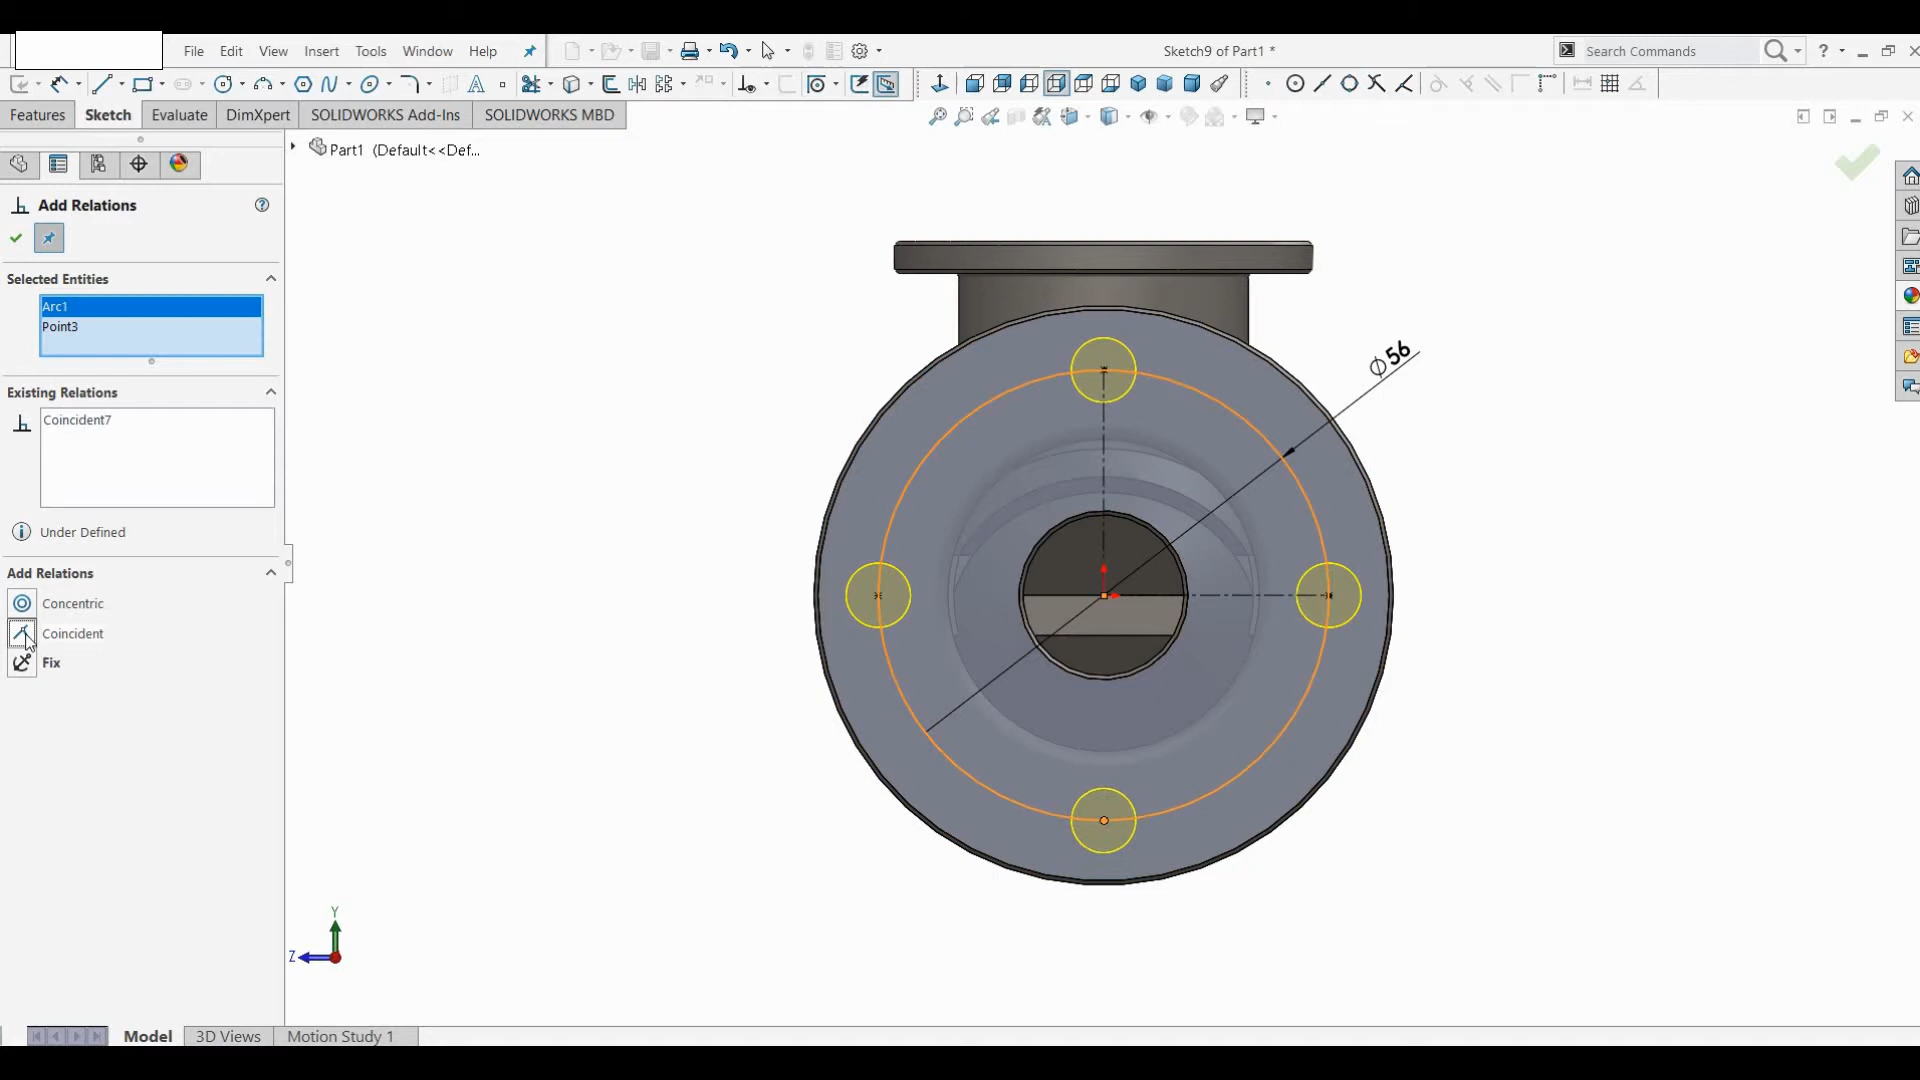 File Edit View Insert Tools Window Help
Sketch9 of Part1 *
Search Commands
?
A
Features Sketch Evaluate DimXpert SOLIDWORKS Add-Ins SOLIDWORKS MBD
Part1 (Default<<Def...
Add Relations
?
Selected Entities
Arc1
Point3
Existing Relations
Coincident7
Under Defined
Add Relations
Concentric
Coincident
Fix
Ø56
Y
Z
Model 3D Views Motion Study 1